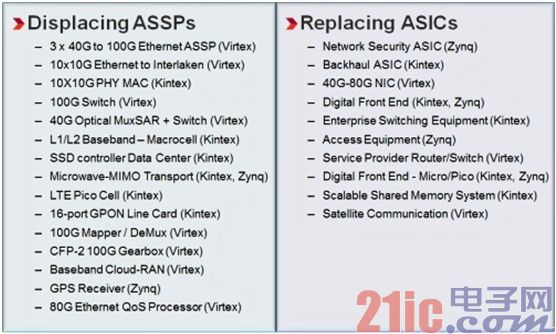 Displacing ASSPs
– 3 x 40G to 100G Ethernet ASSP (Virtex)
– 10x10G Ethernet to Interlaken (Virtex)
– 10X10G PHY MAC (Kintex)
– 100G Switch (Virtex)
– 40G Optical MuxSAR + Switch (Virtex)
– L1/L2 Baseband – Macrocell (Kintex)
– SSD controller Data Center (Kintex)
– Microwave-MIMO Transport (Kintex, Zynq)
– LTE Pico Cell (Kintex)
– 16-port GPON Line Card (Kintex)
– 100G Mapper / DeMux (Virtex)
– CFP-2 100G Gearbox (Virtex)
– Baseband Cloud-RAN (Virtex)
– GPS Receiver (Zynq)
– 80G Ethernet QoS Processor (Virtex)
Replacing ASICs
– Network Security ASIC (Zynq)
– Backhaul ASIC (Kintex)
– 40G-80G NIC (Virtex)
– Digital Front End (Kintex, Zynq)
– Enterprise Switching Equipment (Kintex)
– Access Equipment (Zynq)
– Service Provider Router/Switch (Virtex)
– Digital Front End - Micro/Pico (Kintex, Zynq)
– Scalable Shared Memory System (Kintex)
– Satellite Communication (Virtex)
21ic.com电子网